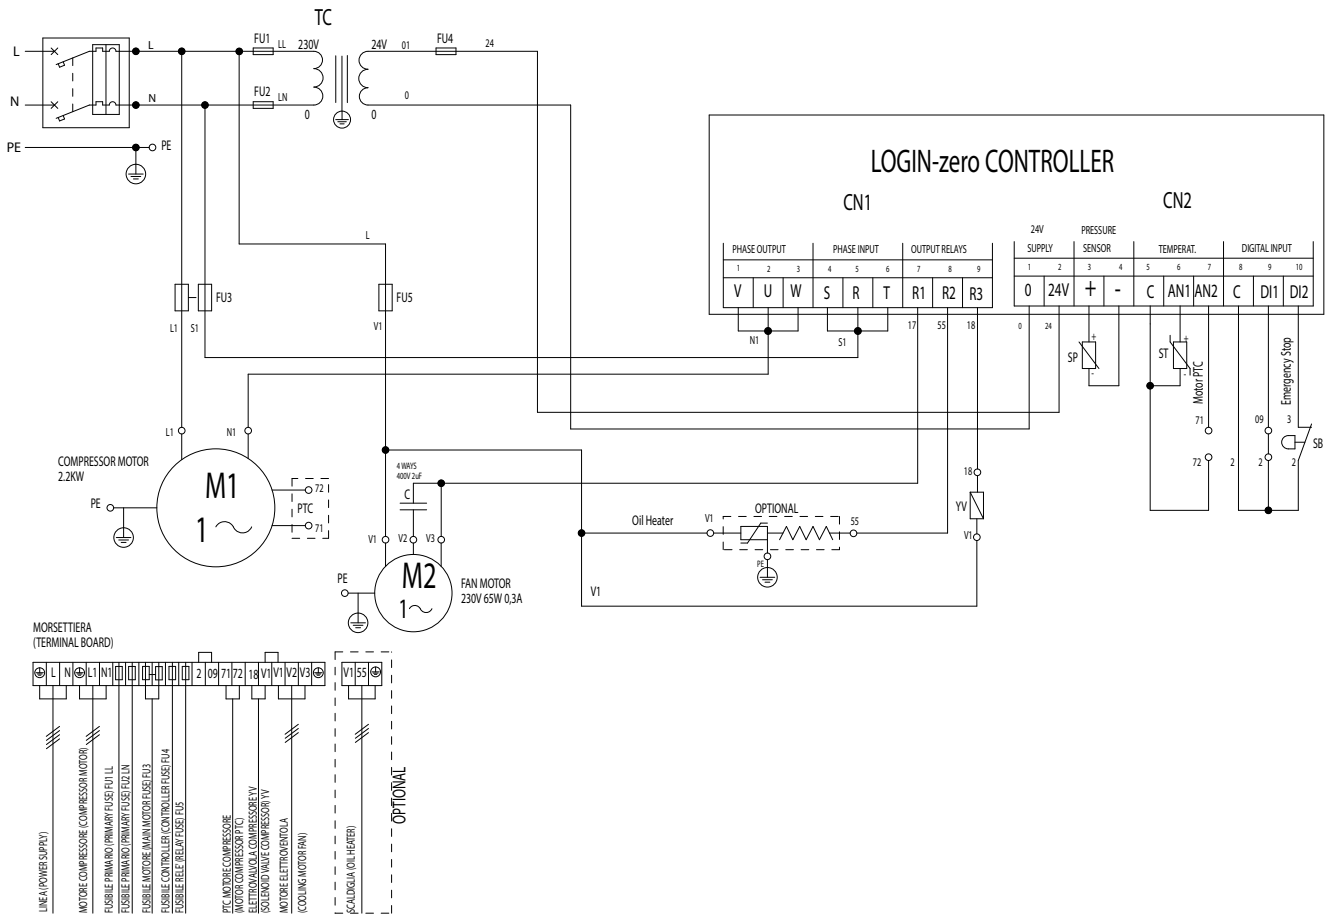 TC
L
L
FU1
LL
230V
24V
01
FU4
24
N
N
FU2
LN
0
0
0
PE
PE
LOGIN-zero CONTROLLER
CN1
CN2
24V
PRESSURE
PHASE OUTPUT
PHASE INPUT
OUTPUT RELAYS
SUPPLY
SENSOR
TEMPERAT.
DIGITAL INPUT
1 2 3 4 5 6 7 8 9
1 2 3 4 5 6 7 8 9 10
V U W S R T R1 R2 R3
0 24V + - C AN1 AN2 C DI1 DI2
L
FU3
FU5
L1
S1
V1
N1
S1
17
55
18
0
24
SP
+
-
ST
+
-
Motor PTC
Emergency Stop
71
72
09
2
2
3
2
SB
L1
N1
COMPRESSOR MOTOR
2.2KW
M1
1
PE
72
PTC
71
4 WAYS
400V 2uF
C
V1
V2
V3
M2
1
PE
FAN MOTOR
230V 65W 0,3A
Oil Heater
V1
OPTIONAL
55
PE
18
YV
V1
V1
MORSETTIERA
(TERMINAL BOARD)
L N L1 N1 2 09 71 72 18 V1 V1 V2 V3
V1 55
LINEA (POWER SUPPLY)
MOTORE COMPRESSORE (COMPRESSOR MOTOR)
FUSIBILE PRIMARIO (PRIMARY FUSE) FU1 LL
FUSIBILE PRIMARIO (PRIMARY FUSE) FU2 LN
FUSIBILE MOTORE (MAIN MOTOR FUSE) FU3
FUSIBILE CONTROLLER (CONTROLLER FUSE) FU4
FUSIBILE RELE' (RELAY FUSE) FU5
PTC MOTORE COMPRESSORE
(MOTOR COMPRESSOR PTC)
ELETTROVALVOLA COMPRESSORE YV
(SOLENOID VALVE COMPRESSOR) YV
MOTORE ELETTROVENTOLA
(COOLING MOTOR FAN)
SCALDIGLIA (OIL HEATER)
OPTIONAL